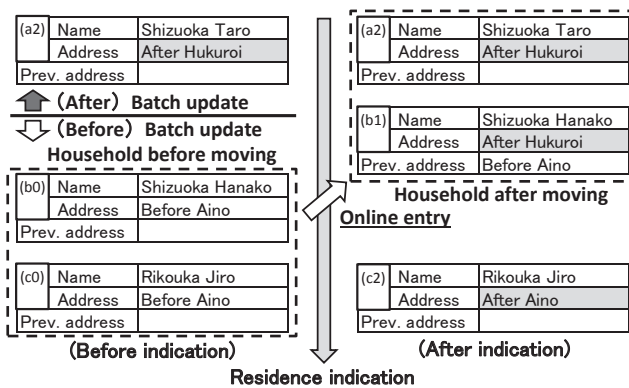 (a2) Name Shizuoka Taro
Address After Hukuroi
Prev. address
(After) Batch update
(Before) Batch update
Household before moving
(b0) Name Shizuoka Hanako
Address Before Aino
Prev. address
(c0) Name Rikouka Jiro
Address Before Aino
Prev. address
(Before indication)
(a2) Name Shizuoka Taro
Address After Hukuroi
Prev. address
(b1) Name Shizuoka Hanako
Address After Hukuroi
Prev. address Before Aino
Household after moving
Online entry
(c2) Name Rikouka Jiro
Address After Aino
Prev. address
(After indication)
Residence indication